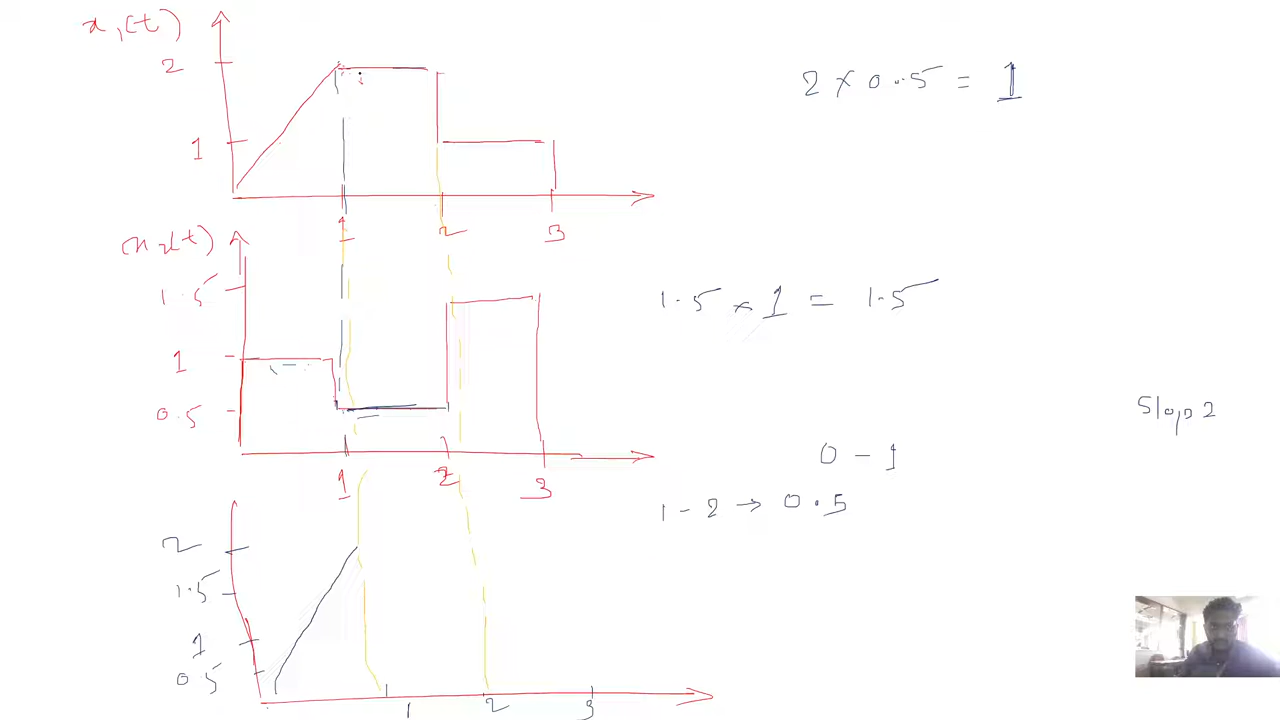 x₁(t)
2
1
1 2 3
2 × 0.5 = 1
x₂(t)
1.5
1
0.5
1 2 3
1.5 × 1 = 1.5
Slop 2
0 - 1
1 - 2 → 0.5
2
1.5
1
0.5
1 2 3